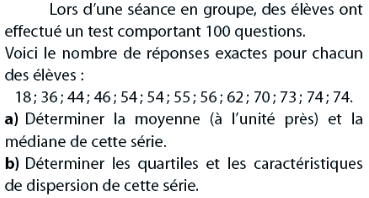 Lors d'une séance en groupe, des élèves ont
effectué un test comportant 100 questions.
Voici le nombre de réponses exactes pour chacun
des élèves :
18 ; 36 ; 44 ; 46 ; 54 ; 54 ; 55 ; 56 ; 62 ; 70 ; 73 ; 74 ; 74.
a) Déterminer la moyenne (à l'unité près) et la
médiane de cette série.
b) Déterminer les quartiles et les caractéristiques
de dispersion de cette série.